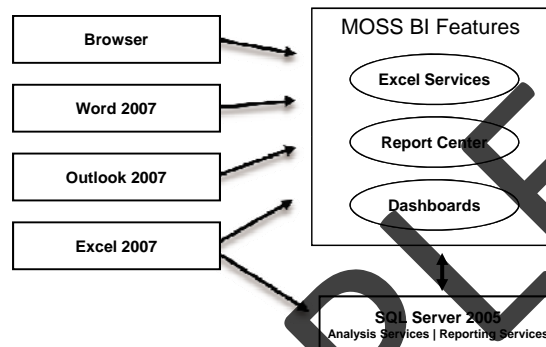 Browser
Word 2007
Outlook 2007
Excel 2007
MOSS BI Features
Excel Services
Report Center
Dashboards
SQL Server 2005
Analysis Services | Reporting Services